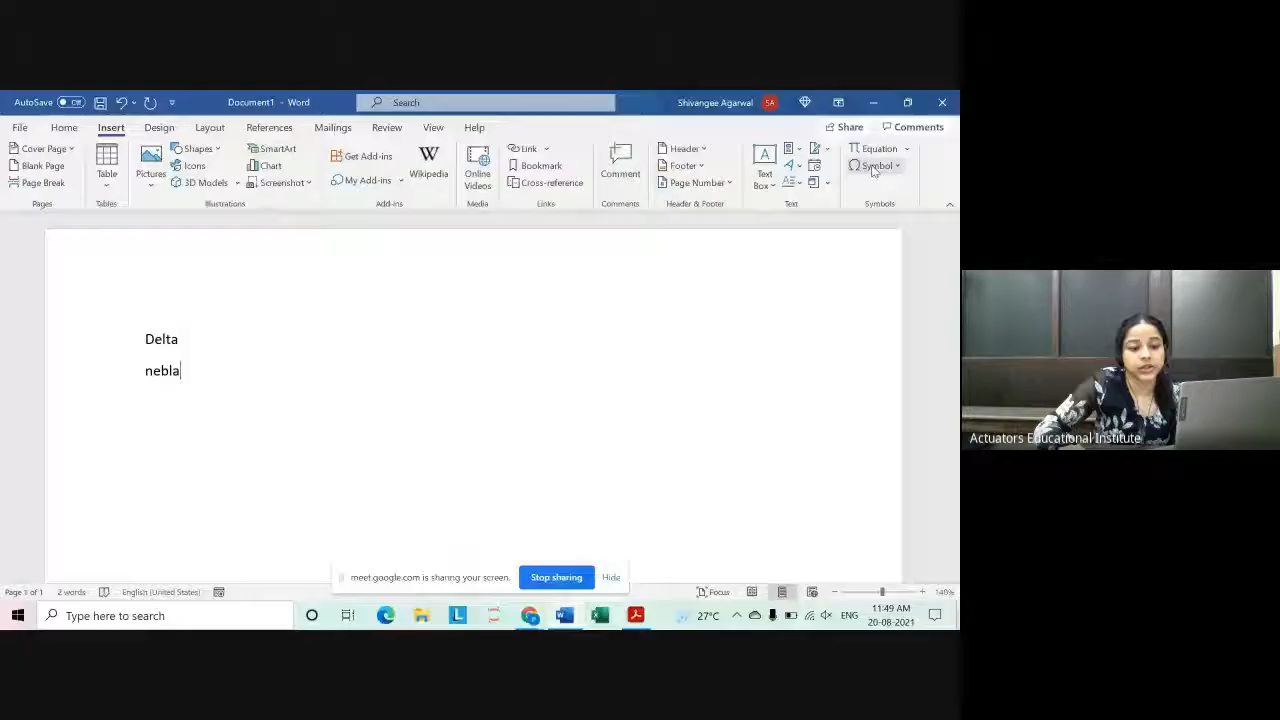 AutoSave Off Document1 - Word Search Shivangee Agarwal SA
File Home Insert Design Layout References Mailings Review View Help Share Comments
Cover Page
Blank Page
Page Break
Pages
Table
Tables
Pictures
Shapes
Icons
3D Models
SmartArt
Chart
Screenshot
Illustrations
Get Add-ins
My Add-ins
Wikipedia
Add-ins
Online
Videos
Media
Link
Bookmark
Cross-reference
Links
Comment
Comments
Header
Footer
Page Number
Header & Footer
A
Text
Box
Text
Equation
Symbol
Symbols
Delta
nebla
Actuators Educational Institute
meet.google.com is sharing your screen. Stop sharing Hide
Page 1 of 1 2 words English (United States) Focus 140%
Type here to search 27°C ENG 11:49 AM
20-08-2021